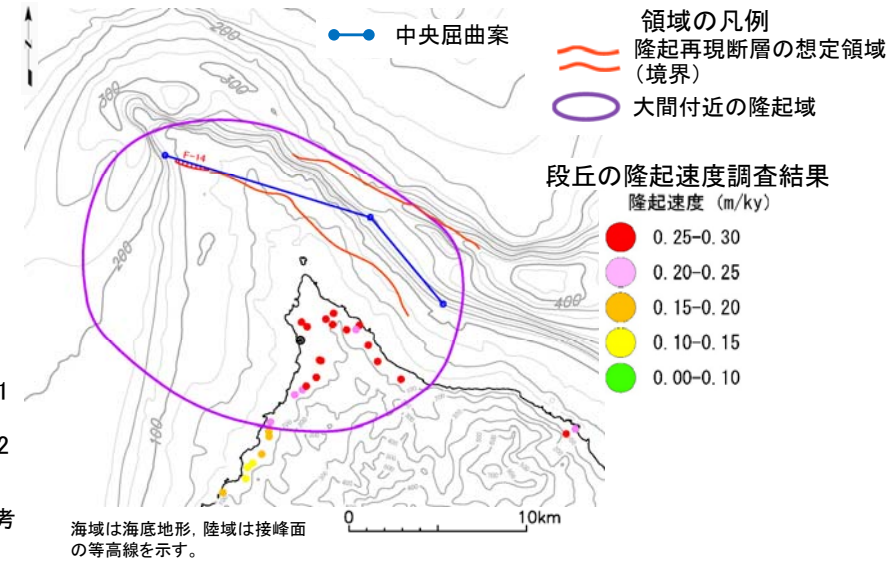 中央屈曲案
領域の凡例
隆起再現断層の想定領域
（境界）
大間付近の隆起域
段丘の隆起速度調査結果
隆起速度 (m/ky)
0.25-0.30
0.20-0.25
0.15-0.20
0.10-0.15
0.00-0.10
N
200
300
300
F-14
200
400
100
1
2
考
海域は海底地形，陸域は接峰面
の等高線を示す。
0
10km